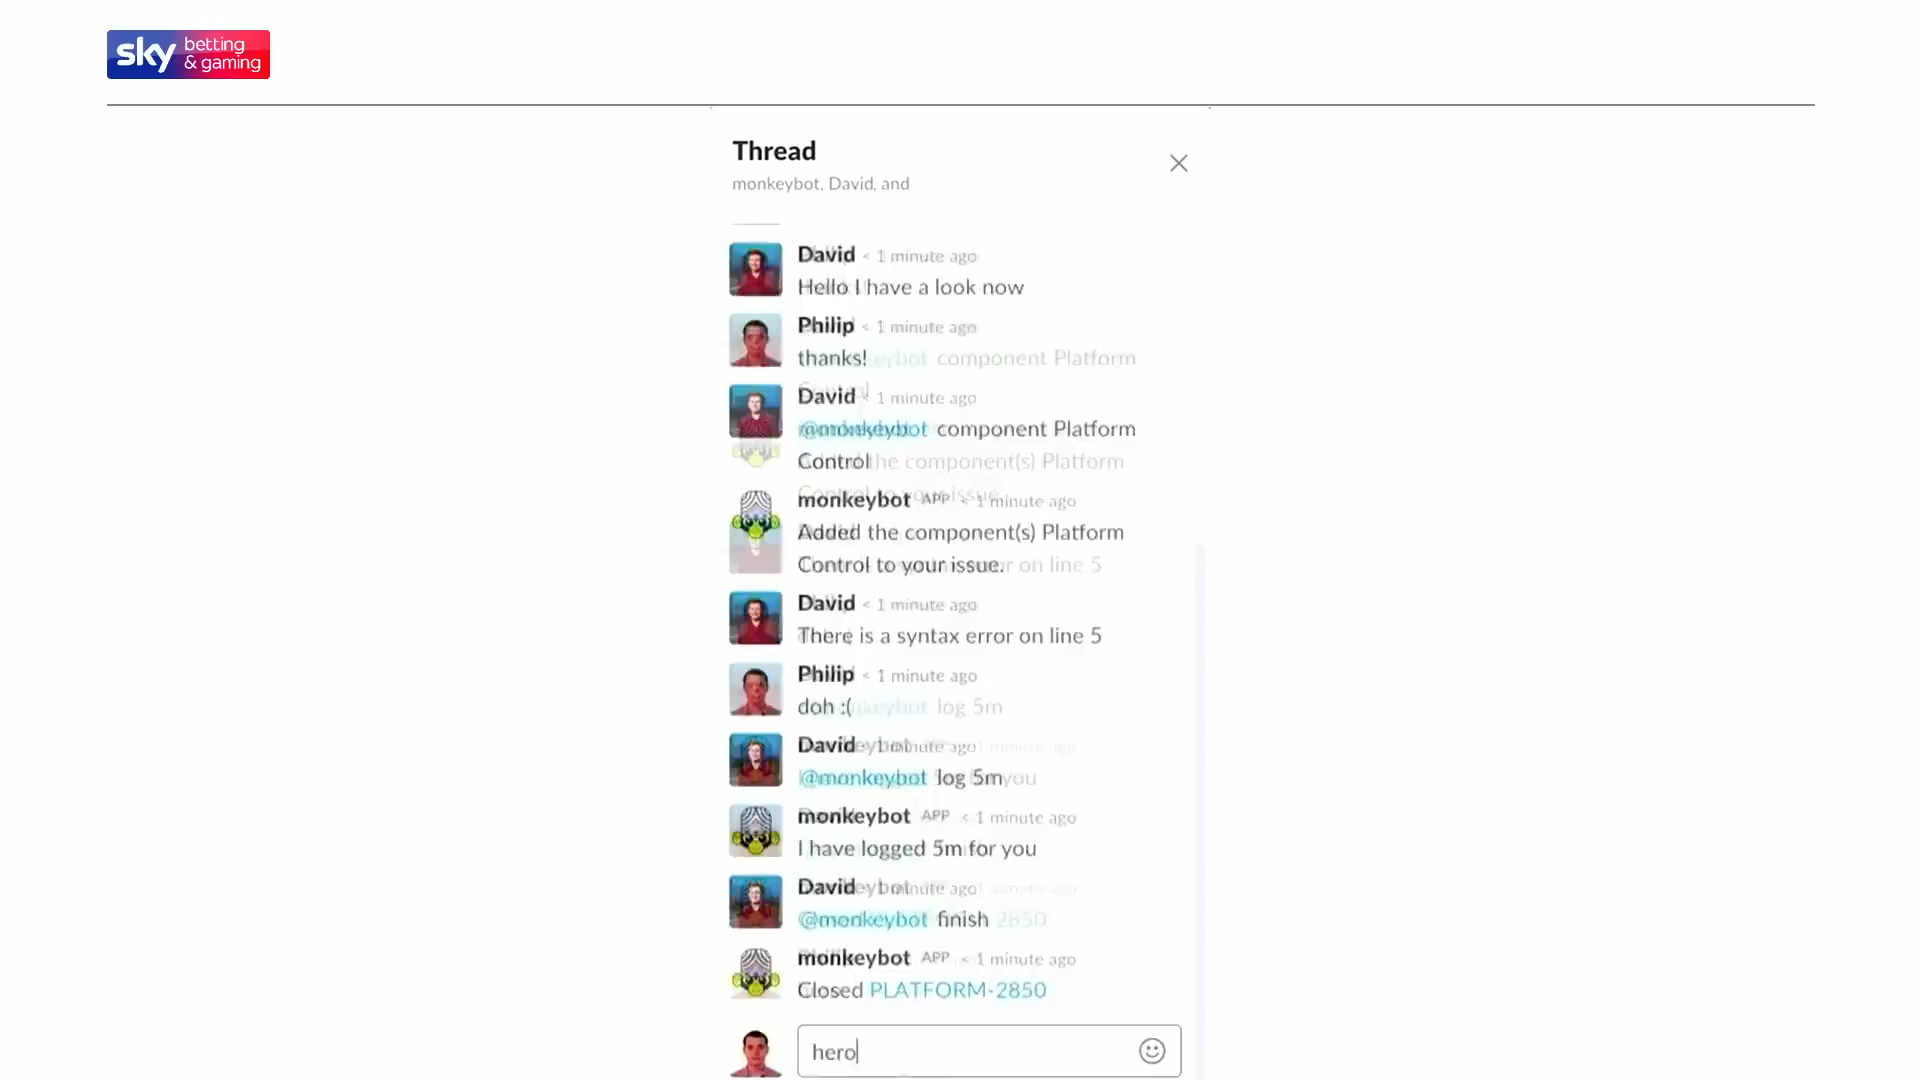 sky betting
& gaming
Thread
monkeybot, David, and
David < 1 minute ago
Hello I have a look now
Philip < 1 minute ago
thanks!
David < 1 minute ago
@monkeybot component Platform
Control
monkeybot APP < 1 minute ago
Added the component(s) Platform
Control to your issue.
David < 1 minute ago
There is a syntax error on line 5
Philip < 1 minute ago
doh :(
David < 1 minute ago
@monkeybot log 5m
monkeybot APP < 1 minute ago
I have logged 5m for you
David < 1 minute ago
@monkeybot finish
monkeybot APP < 1 minute ago
Closed PLATFORM-2850
hero